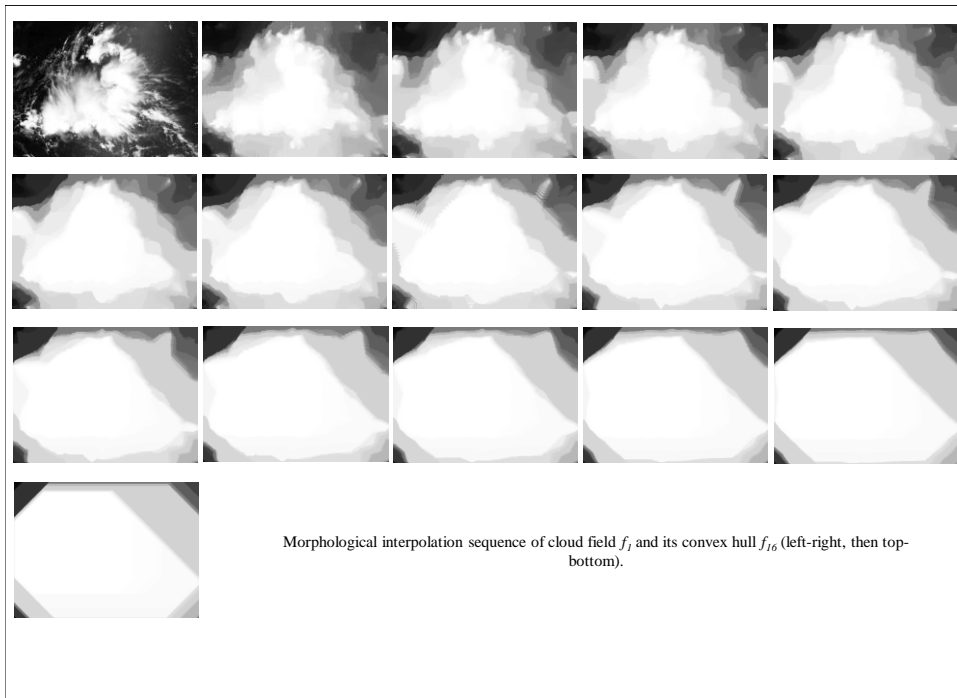 Morphological interpolation sequence of cloud field f1 and its convex hull f16 (left-right, then top-
bottom).